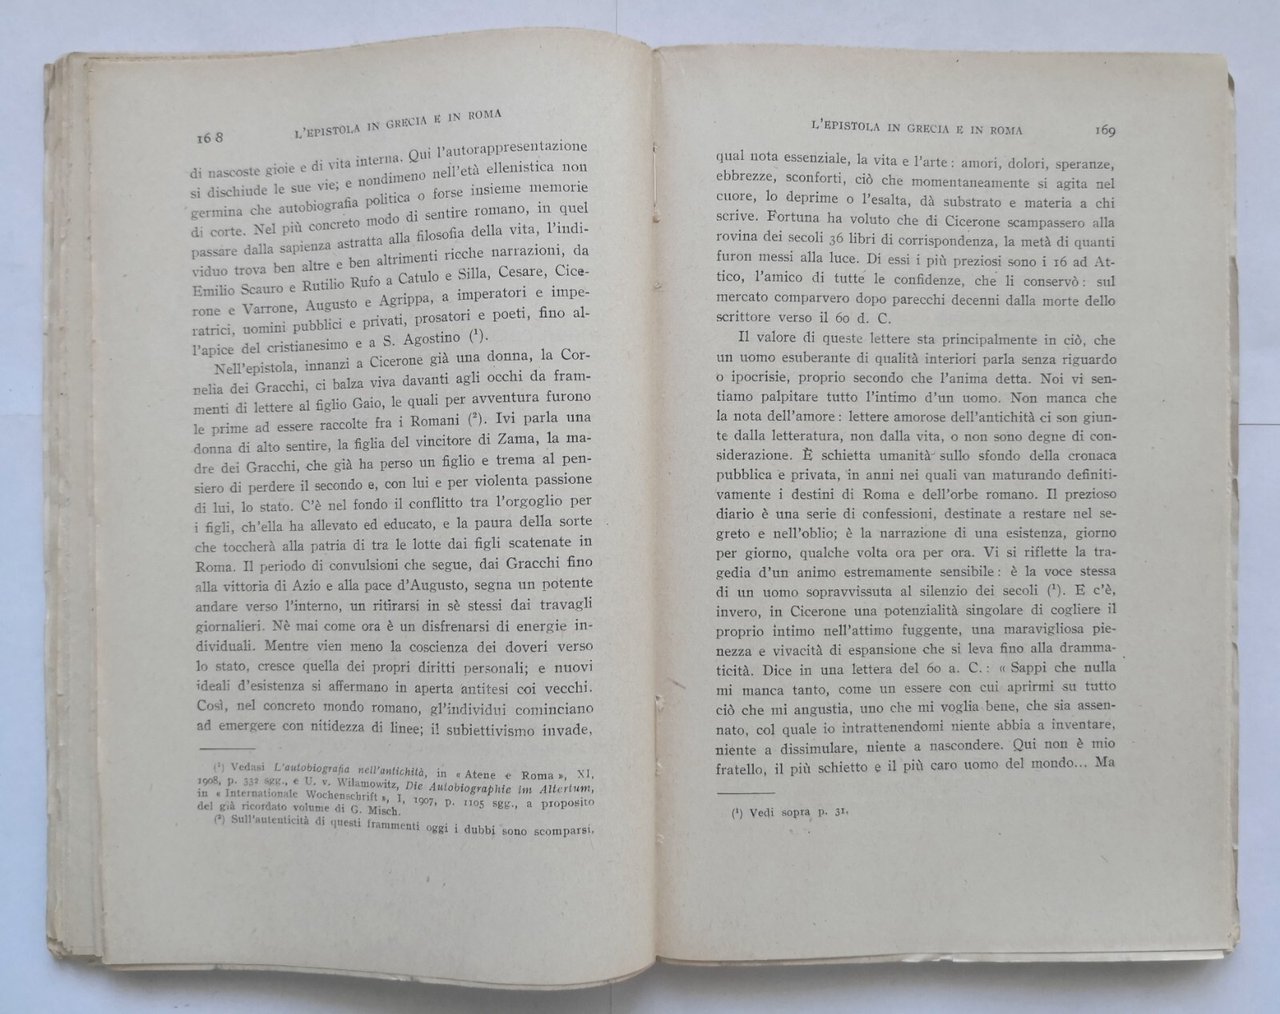 168
L'EPISTOLA IN GRECIA E IN ROMA
di nascoste gioie e di vita interna. Qui l'autorappresentazione
si dischiude le sue vie; e nondimeno nell'età ellenistica non
germina che autobiografia politica o forse insieme memorie
di corte. Nel più concreto modo di sentire romano, in quel
passare dalla sapienza astratta alla filosofia della vita, l'indi-
viduo trova ben altre e ben altrimenti ricche narrazioni, da
Emilio Scauro e Rutilio Rufo a Catulo e Silla, Cesare, Cice-
rone e Varrone, Augusto e Agrippa, a imperatori e impe-
ratrici, uomini pubblici e privati, prosatori e poeti, fino al-
l'apice del cristianesimo e a S. Agostino (¹).
Nell'epistola, innanzi a Cicerone già una donna, la Cor-
nelia dei Gracchi, ci balza viva davanti agli occhi da fram-
menti di lettere al figlio Gaio, le quali per avventura furono
le prime ad essere raccolte fra i Romani (²). Ivi parla una
donna di alto sentire, la figlia del vincitore di Zama, la ma-
dre dei Gracchi, che già ha perso un figlio e trema al pen-
siero di perdere il secondo e, con lui e per violenta passione
di lui, lo stato. C'è nel fondo il conflitto tra l'orgoglio per
i figli, ch'ella ha allevato ed educato, e la paura della sorte
che toccherà alla patria di tra le lotte dai figli scatenate in
Roma. Il periodo di convulsioni che segue, dai Gracchi fino
alla vittoria di Azio e alla pace d'Augusto, segna un potente
andare verso l'interno, un ritirarsi in sè stessi dai travagli
giornalieri. Nè mai come ora è un disfrenarsi di energie in-
dividuali. Mentre vien meno la coscienza dei doveri verso
lo stato, cresce quella dei propri diritti personali; e nuovi
ideali d'esistenza si affermano in aperta antitesi coi vecchi.
Così, nel concreto mondo romano, gl'individui cominciano
ad emergere con nitidezza di linee; il subiettivismo invade,
(¹) Vedasi L'autobiografia nell'antichità, in « Atene e Roma », XI,
1908, p. 332 sgg., e U. v. Wilamowitz, Die Autobiographie im Altertum,
in « Internationale Wochenschrift », I, 1907, p. 1105 sgg., a proposito
del già ricordato volume di G. Misch.
(²) Sull'autenticità di questi frammenti oggi i dubbi sono scomparsi.
L'EPISTOLA IN GRECIA E IN ROMA
169
qual nota essenziale, la vita e l'arte: amori, dolori, speranze,
ebbrezze, sconforti, ciò che momentaneamente si agita nel
cuore, lo deprime o l'esalta, dà substrato e materia a chi
scrive. Fortuna ha voluto che di Cicerone scampassero alla
rovina dei secoli 36 libri di corrispondenza, la metà di quanti
furon messi alla luce. Di essi i più preziosi sono i 16 ad At-
tico, l'amico di tutte le confidenze, che li conservò: sul
mercato comparvero dopo parecchi decenni dalla morte dello
scrittore verso il 60 d. C.
Il valore di queste lettere sta principalmente in ciò, che
un uomo esuberante di qualità interiori parla senza riguardo
o ipocrisie, proprio secondo che l'anima detta. Noi vi sen-
tiamo palpitare tutto l'intimo d'un uomo. Non manca che
la nota dell'amore: lettere amorose dell'antichità ci son giun-
te dalla letteratura, non dalla vita, o non sono degne di con-
siderazione. È schietta umanità sullo sfondo della cronaca
pubblica e privata, in anni nei quali van maturando definiti-
vamente i destini di Roma e dell'orbe romano. Il prezioso
diario è una serie di confessioni, destinate a restare nel se-
greto e nell'oblio; è la narrazione di una esistenza, giorno
per giorno, qualche volta ora per ora. Vi si riflette la tra-
gedia d'un animo estremamente sensibile: è la voce stessa
di un uomo sopravvissuta al silenzio dei secoli (¹). E c'è,
invero, in Cicerone una potenzialità singolare di cogliere il
proprio intimo nell'attimo fuggente, una maravigliosa pie-
nezza e vivacità di espansione che si leva fino alla dramma-
ticità. Dice in una lettera del 60 a. C.: « Sappi che nulla
mi manca tanto, come un essere con cui aprirmi su tutto
ciò che mi angustia, uno che mi voglia bene, che sia assen-
nato, col quale io intrattenendomi niente abbia a inventare,
niente a dissimulare, niente a nascondere. Qui non è mio
fratello, il più schietto e il più caro uomo del mondo... Ma
(¹) Vedi sopra p. 31.